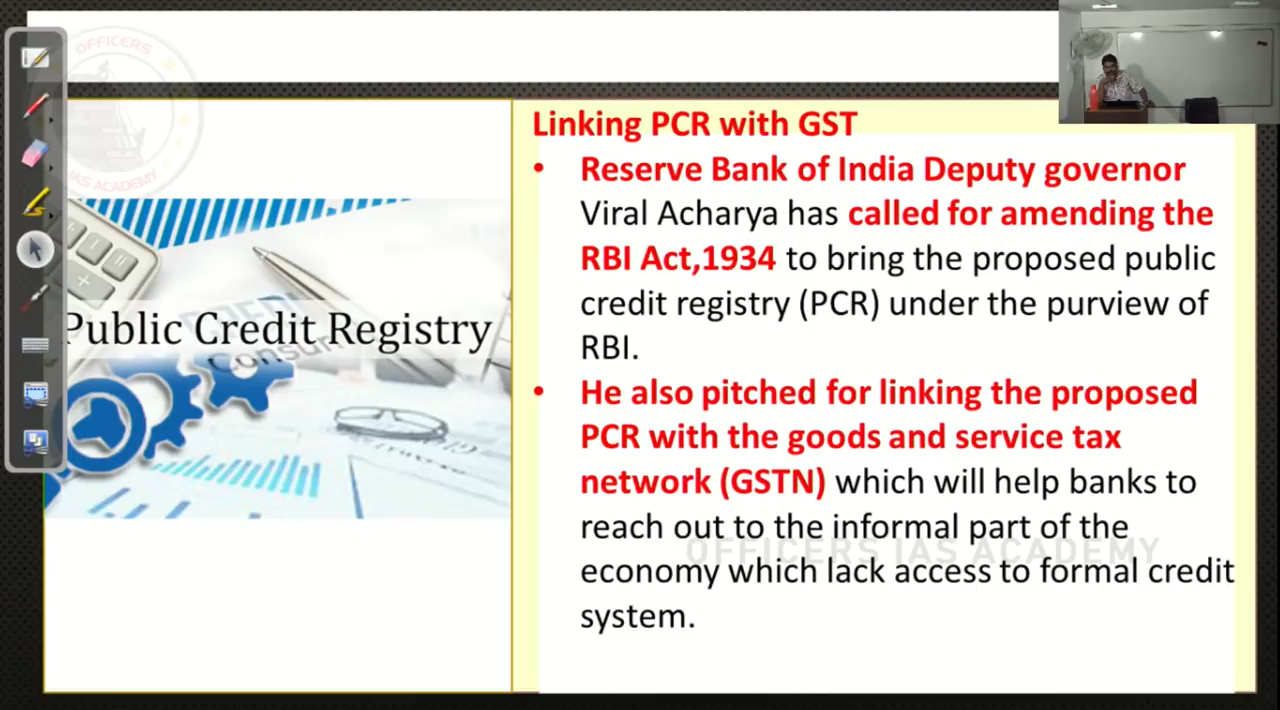 OFFICERS
IAS ACADEMY
Public Credit Registry
Consum
Linking PCR with GST
• Reserve Bank of India Deputy governor
Viral Acharya has called for amending the
RBI Act,1934 to bring the proposed public
credit registry (PCR) under the purview of
RBI.
• He also pitched for linking the proposed
PCR with the goods and service tax
network (GSTN) which will help banks to
reach out to the informal part of the
OFFICERS IAS ACADEMY
economy which lack access to formal credit
system.